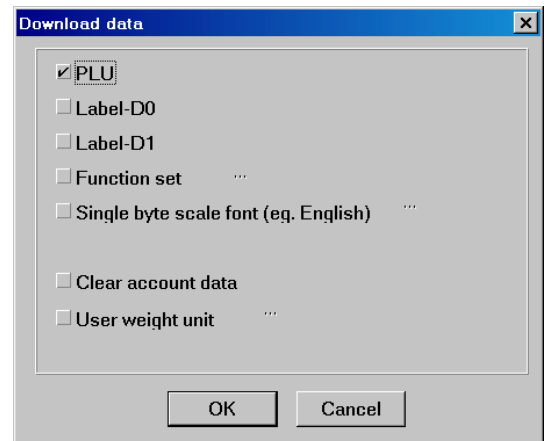 Download data
PLU
Label-D0
Label-D1
Function set ...
Single byte scale font (eq. English) ...
Clear account data
User weight unit ...
OK Cancel